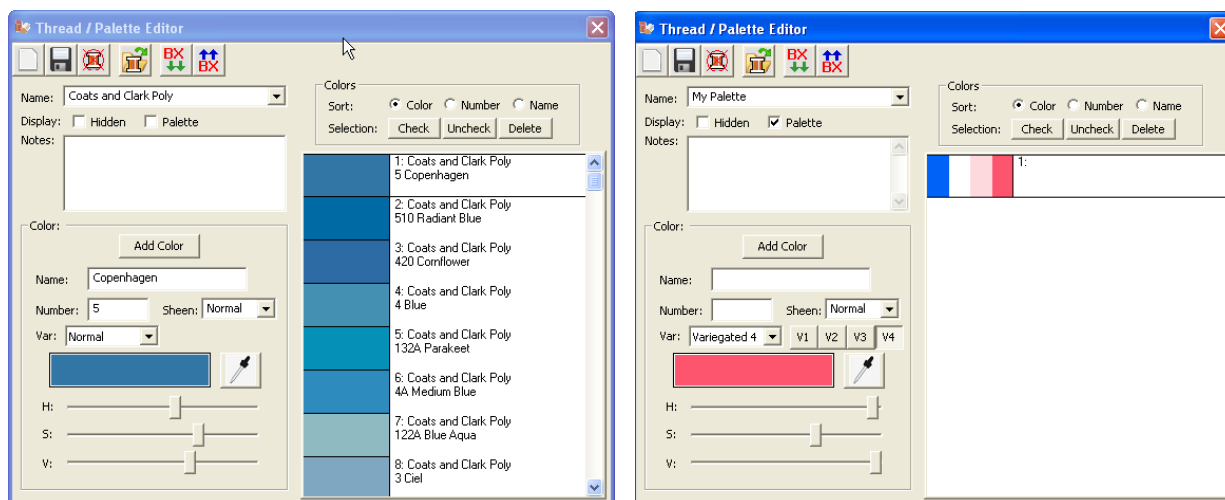 Thread / Palette Editor
BX
BX
Name: Coats and Clark Poly
Display: Hidden Palette
Notes:
Colors
Sort: Color Number Name
Selection: Check Uncheck Delete
Color:
Add Color
Name: Copenhagen
Number: 5 Sheen: Normal
Var: Normal
H:
S:
V:
1: Coats and Clark Poly
5 Copenhagen
2: Coats and Clark Poly
510 Radiant Blue
3: Coats and Clark Poly
420 Cornflower
4: Coats and Clark Poly
4 Blue
5: Coats and Clark Poly
132A Parakeet
6: Coats and Clark Poly
4A Medium Blue
7: Coats and Clark Poly
122A Blue Aqua
8: Coats and Clark Poly
3 Ciel
Thread / Palette Editor
BX
BX
Name: My Palette
Display: Hidden Palette
Notes:
Colors
Sort: Color Number Name
Selection: Check Uncheck Delete
Color:
Add Color
Name:
Number: Sheen: Normal
Var: Variegated 4 V1 V2 V3 V4
H:
S:
V:
1: